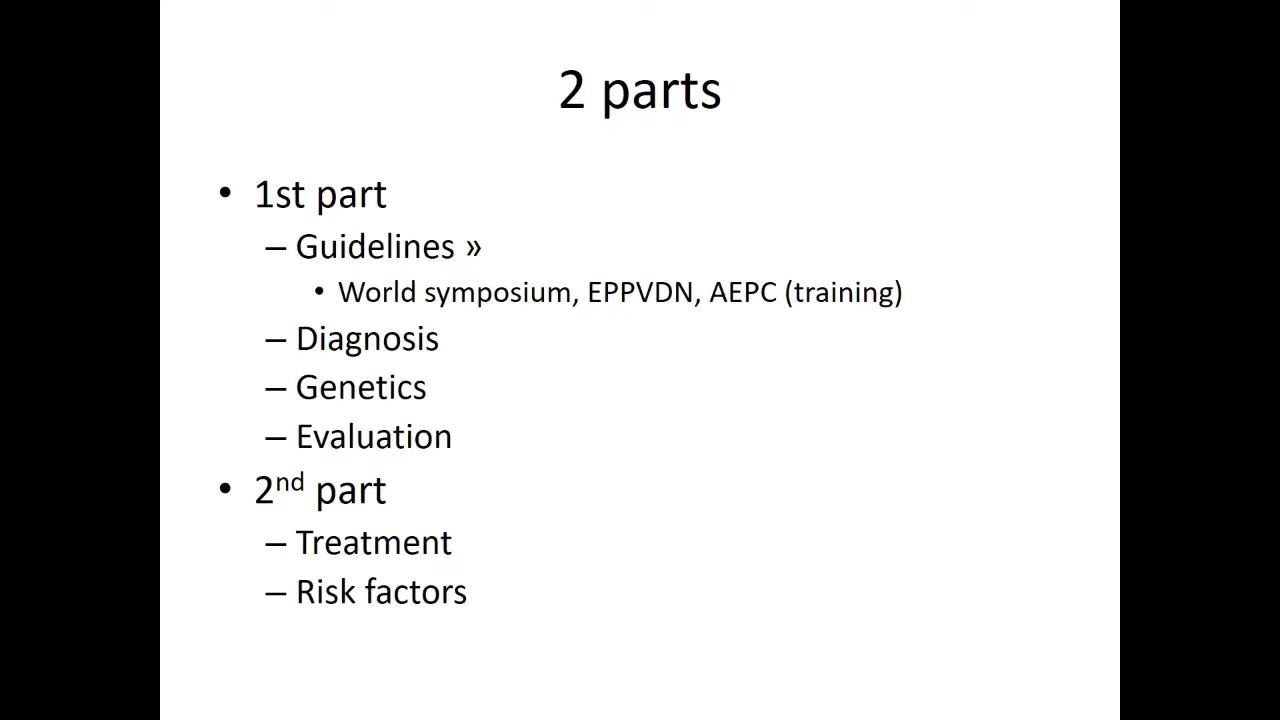 2 parts
• 1st part
– Guidelines »
• World symposium, EPPVDN, AEPC (training)
– Diagnosis
– Genetics
– Evaluation
• 2nd part
– Treatment
– Risk factors